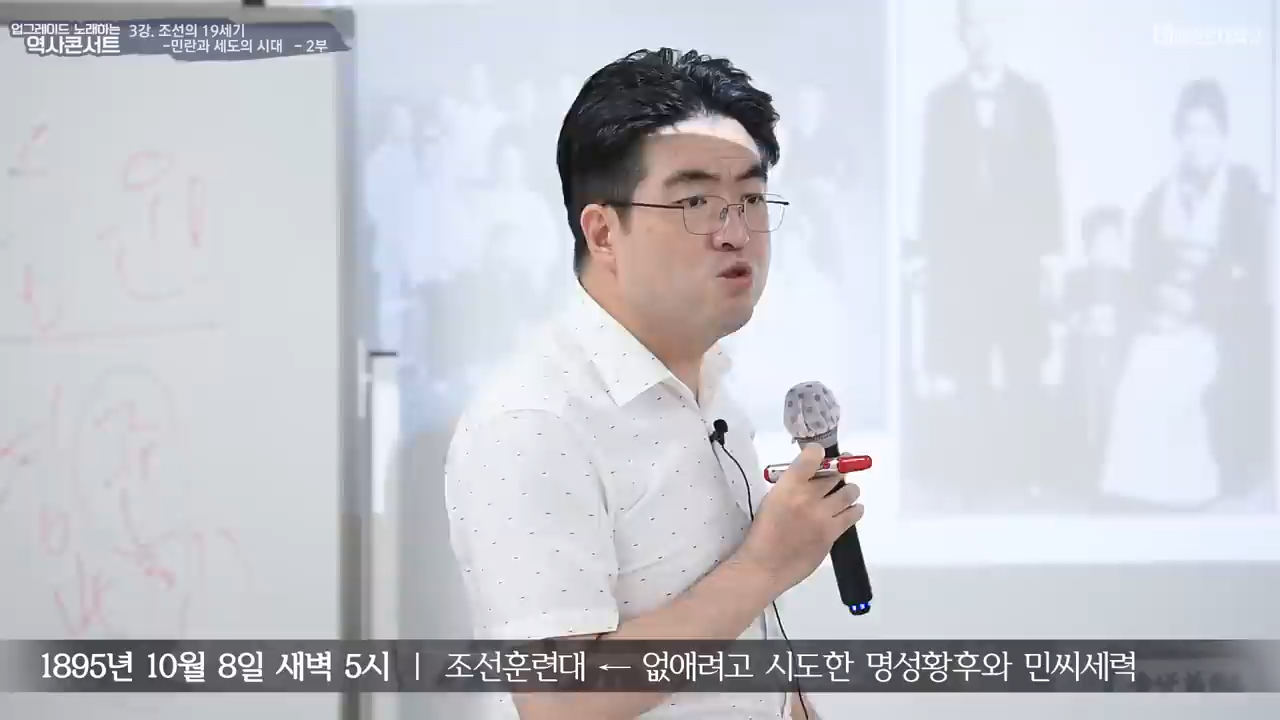 업그레이드 노래하는
역사콘서트
3강. 조선의 19세기
-민란과 세도의 시대 - 2부
1895년 10월 8일 새벽 5시 | 조선훈련대 ← 없애려고 시도한 명성황후와 민씨세력